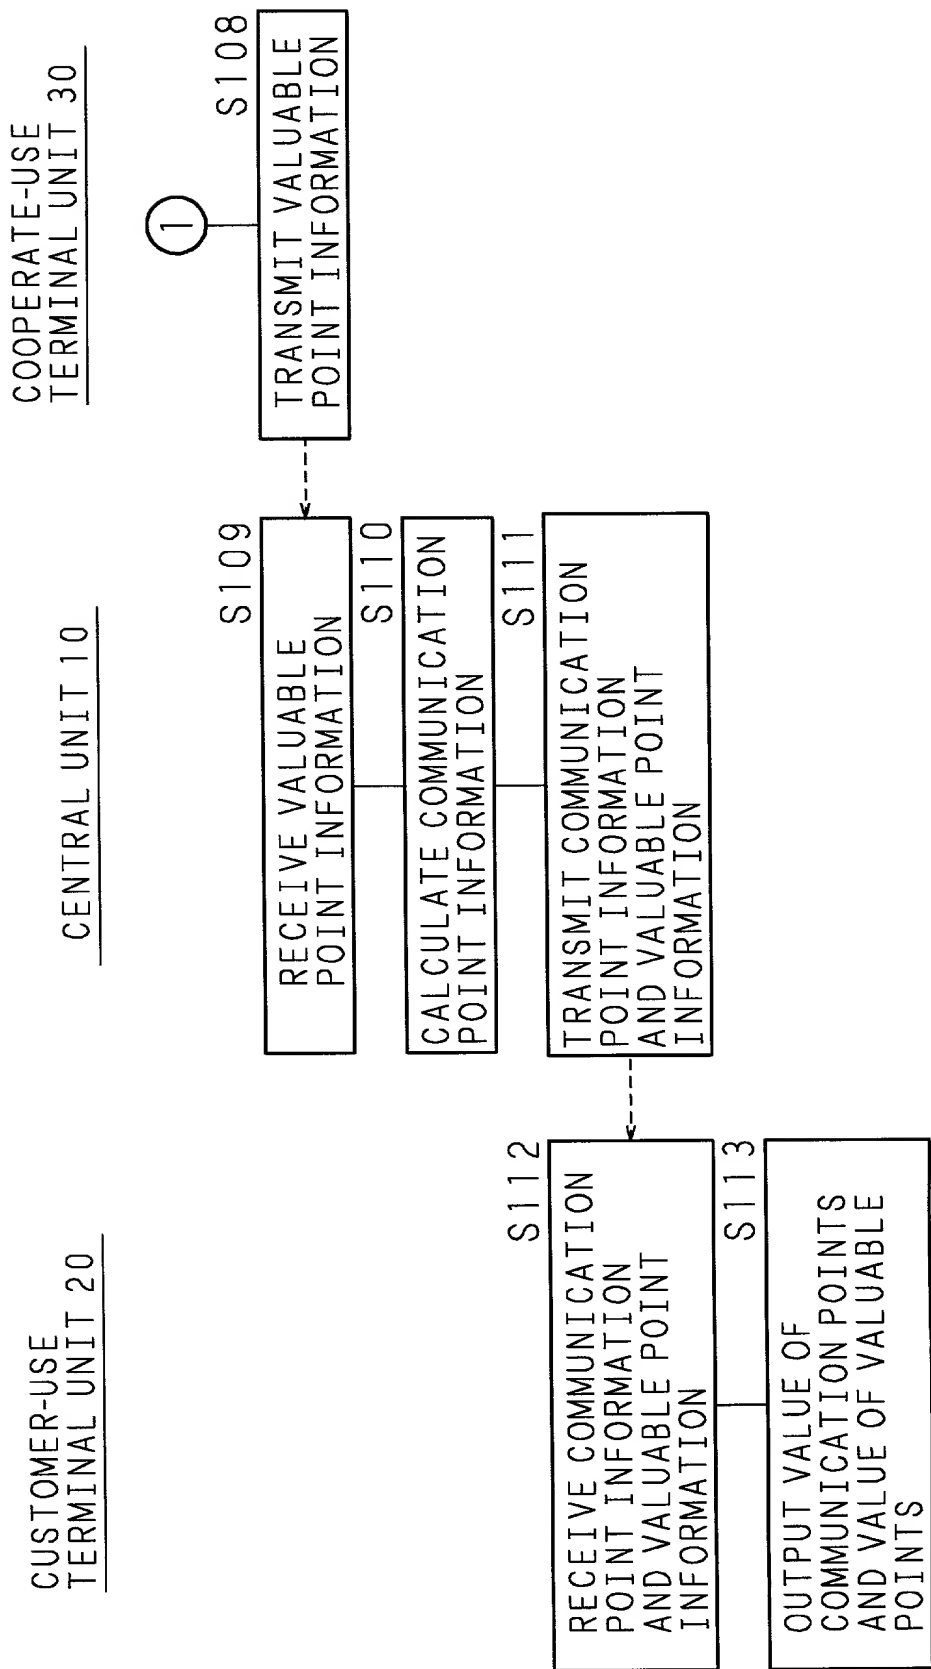 CUSTOMER-USE
TERMINAL UNIT 20
CENTRAL UNIT 10
COOPERATE-USE
TERMINAL UNIT 30
1
S108
TRANSMIT VALUABLE
POINT INFORMATION
S109
RECEIVE VALUABLE
POINT INFORMATION
S110
CALCULATE COMMUNICATION
POINT INFORMATION
S111
TRANSMIT COMMUNICATION
POINT INFORMATION
AND VALUABLE POINT
INFORMATION
S112
RECEIVE COMMUNICATION
POINT INFORMATION
AND VALUABLE POINT
INFORMATION
S113
OUTPUT VALUE OF
COMMUNICATION POINTS
AND VALUE OF VALUABLE
POINTS